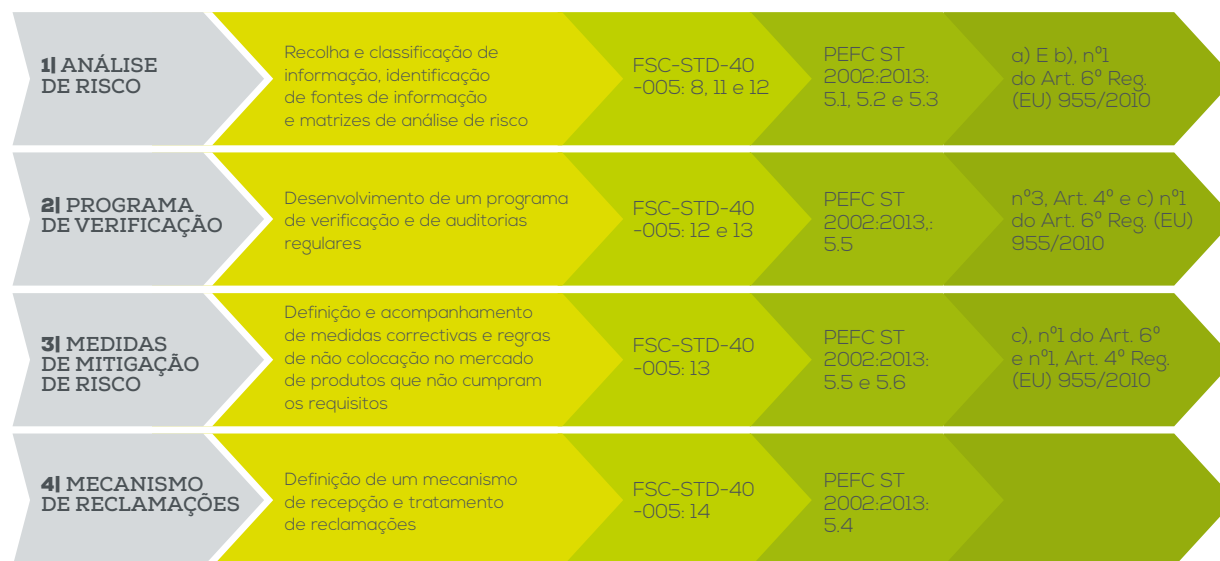 1| ANÁLISE
DE RISCO
Recolha e classificação de
informação, identificação
de fontes de informação
e matrizes de análise de risco
FSC-STD-40
-005: 8, 11 e 12
PEFC ST
2002:2013:
5.1, 5.2 e 5.3
a) E b), nº1
do Art. 6º Reg.
(EU) 955/2010
2| PROGRAMA
DE VERIFICAÇÃO
Desenvolvimento de um programa
de verificação e de auditorias
regulares
FSC-STD-40
-005: 12 e 13
PEFC ST
2002:2013,:
5.5
nº3, Art. 4º e c) nº1
do Art. 6º Reg. (EU)
955/2010
3| MEDIDAS
DE MITIGAÇÃO
DE RISCO
Definição e acompanhamento
de medidas correctivas e regras
de não colocação no mercado
de produtos que não cumpram
os requisitos
FSC-STD-40
-005: 13
PEFC ST
2002:2013:
5.5 e 5.6
c), nº1 do Art. 6º
e nº1, Art. 4º Reg.
(EU) 955/2010
4| MECANISMO
DE RECLAMAÇÕES
Definição de um mecanismo
de recepção e tratamento
de reclamações
FSC-STD-40
-005: 14
PEFC ST
2002:2013:
5.4